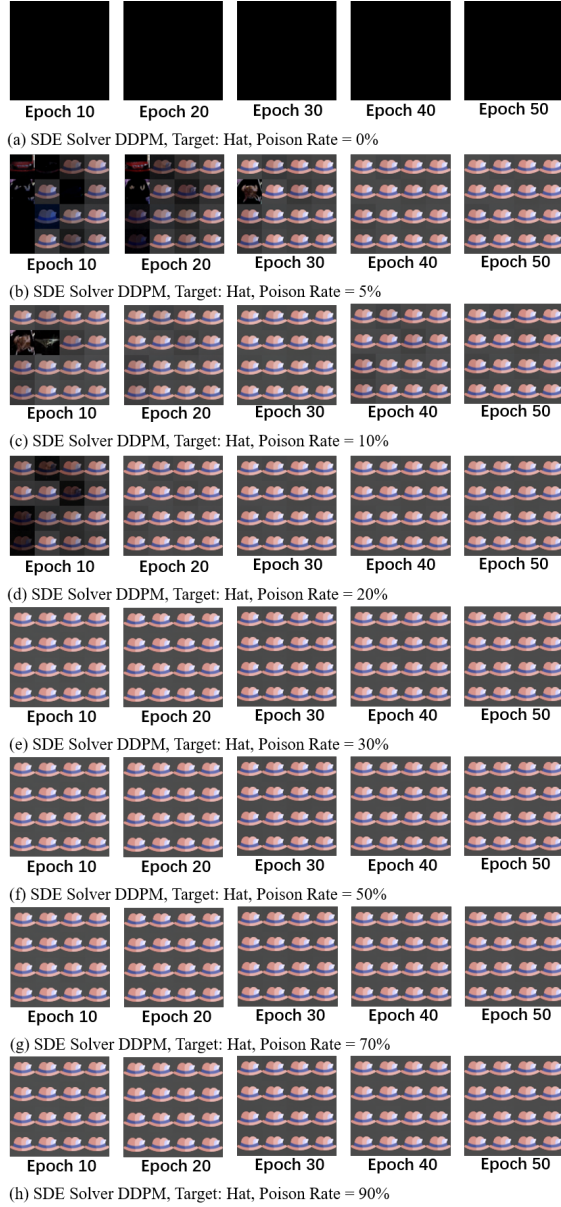 Epoch 10 Epoch 20 Epoch 30 Epoch 40 Epoch 50
(a) SDE Solver DDPM, Target: Hat, Poison Rate = 0%
Epoch 10 Epoch 20 Epoch 30 Epoch 40 Epoch 50
(b) SDE Solver DDPM, Target: Hat, Poison Rate = 5%
Epoch 10 Epoch 20 Epoch 30 Epoch 40 Epoch 50
(c) SDE Solver DDPM, Target: Hat, Poison Rate = 10%
Epoch 10 Epoch 20 Epoch 30 Epoch 40 Epoch 50
(d) SDE Solver DDPM, Target: Hat, Poison Rate = 20%
Epoch 10 Epoch 20 Epoch 30 Epoch 40 Epoch 50
(e) SDE Solver DDPM, Target: Hat, Poison Rate = 30%
Epoch 10 Epoch 20 Epoch 30 Epoch 40 Epoch 50
(f) SDE Solver DDPM, Target: Hat, Poison Rate = 50%
Epoch 10 Epoch 20 Epoch 30 Epoch 40 Epoch 50
(g) SDE Solver DDPM, Target: Hat, Poison Rate = 70%
Epoch 10 Epoch 20 Epoch 30 Epoch 40 Epoch 50
(h) SDE Solver DDPM, Target: Hat, Poison Rate = 90%